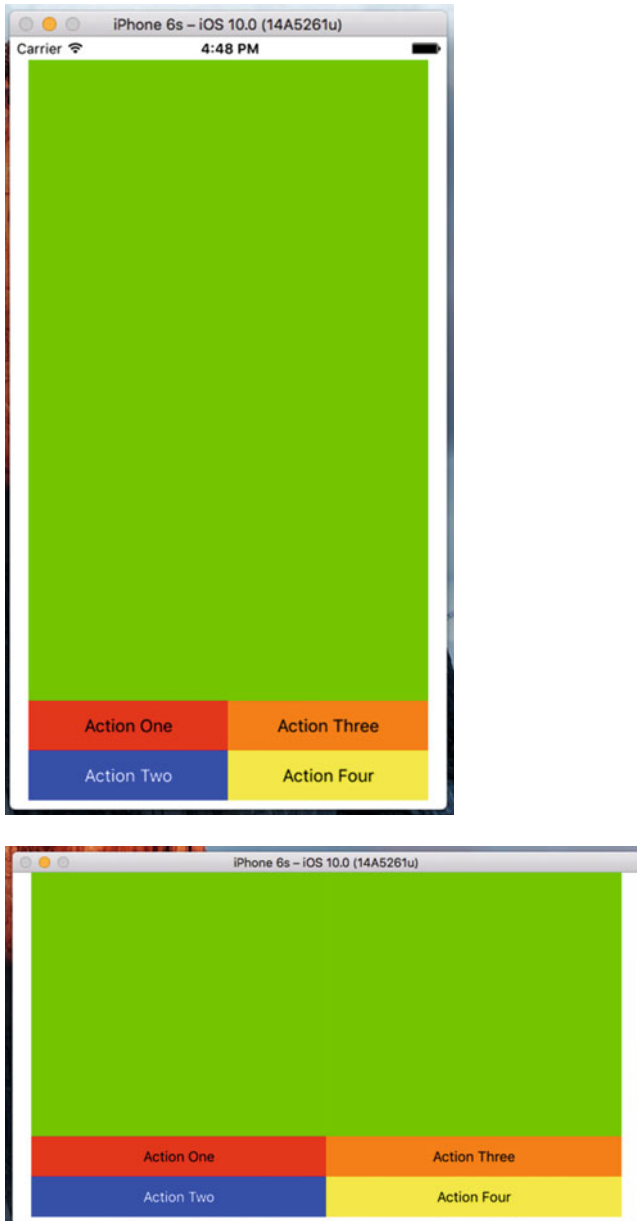 iPhone 6s – iOS 10.0 (14A5261u)
Carrier 4:48 PM
Action One Action Three
Action Two Action Four
iPhone 6s – iOS 10.0 (14A5261u)
Action One Action Three
Action Two Action Four